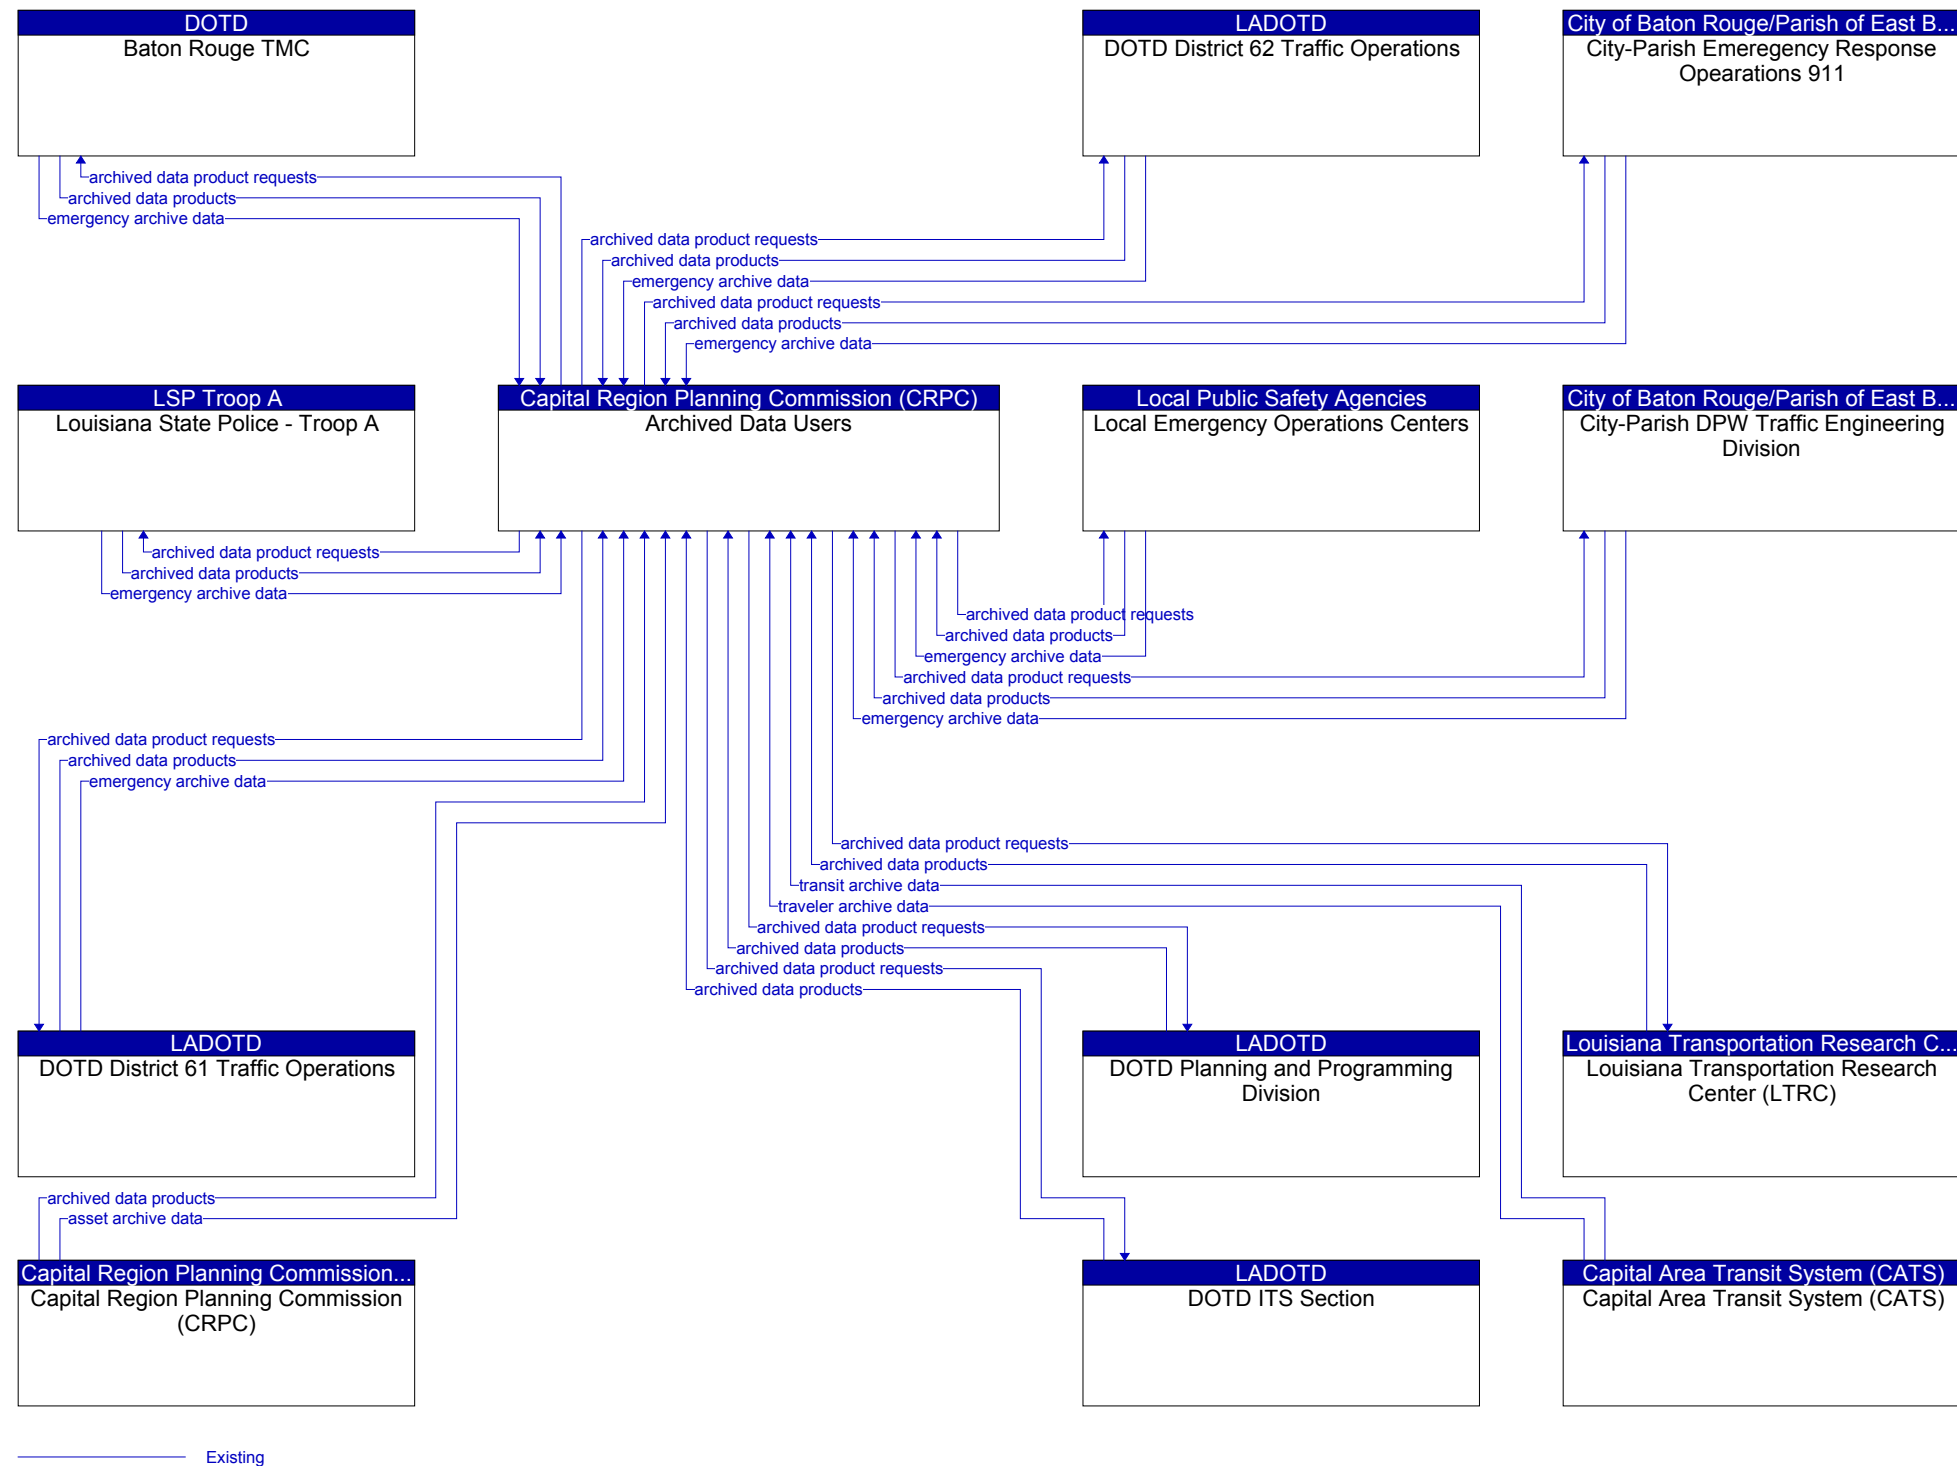 DOTD
Baton Rouge TMC
LADOTD
DOTD District 62 Traffic Operations
City of Baton Rouge/Parish of East B...
City-Parish Emeregency Response
Opearations 911
archived data product requests
archived data products
emergency archive data
archived data product requests
archived data products
emergency archive data
archived data product requests
archived data products
emergency archive data
LSP Troop A
Louisiana State Police - Troop A
Capital Region Planning Commission (CRPC)
Archived Data Users
Local Public Safety Agencies
Local Emergency Operations Centers
City of Baton Rouge/Parish of East B...
City-Parish DPW Traffic Engineering
Division
archived data product requests
archived data products
emergency archive data
archived data product requests
archived data products
emergency archive data
archived data product requests
archived data products
emergency archive data
archived data product requests
archived data products
emergency archive data
archived data product requests
archived data products
transit archive data
traveler archive data
archived data product requests
archived data products
archived data product requests
archived data products
LADOTD
DOTD District 61 Traffic Operations
LADOTD
DOTD Planning and Programming
Division
Louisiana Transportation Research C...
Louisiana Transportation Research
Center (LTRC)
archived data products
asset archive data
Capital Region Planning Commission...
Capital Region Planning Commission
(CRPC)
LADOTD
DOTD ITS Section
Capital Area Transit System (CATS)
Capital Area Transit System (CATS)
Existing